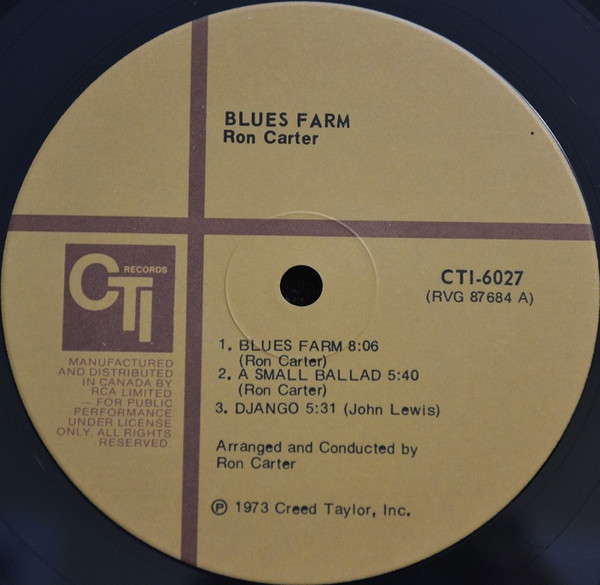 BLUES FARM
Ron Carter
CTI RECORDS
MANUFACTURED
AND DISTRIBUTED
IN CANADA BY
RCA LIMITED
— FOR PUBLIC
PERFORMANCE
UNDER LICENSE
ONLY. ALL RIGHTS
RESERVED.
CTI-6027
(RVG 87684 A)
1. BLUES FARM 8:06
(Ron Carter)
2. A SMALL BALLAD 5:40
(Ron Carter)
3. DJANGO 5:31 (John Lewis)
Arranged and Conducted by
Ron Carter
℗ 1973 Creed Taylor, Inc.